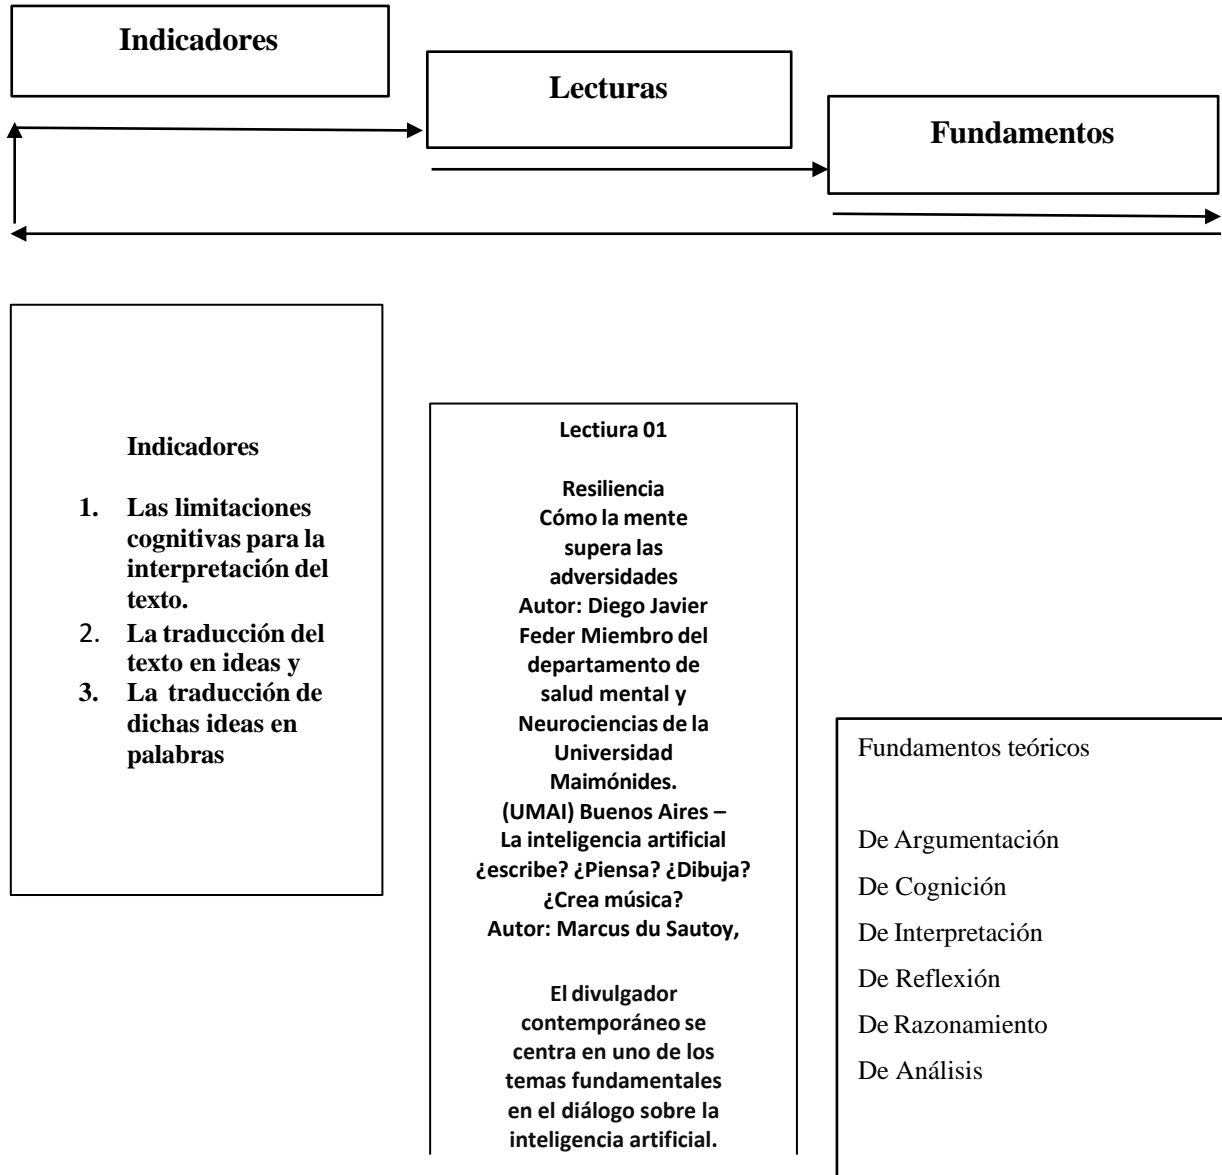 Indicadores
Lecturas
Fundamentos
Indicadores
1. Las limitaciones
cognitivas para la
interpretación del
texto.
2. La traducción del
texto en ideas y
3. La traducción de
dichas ideas en
palabras
Lectiura 01
Resiliencia
Cómo la mente
supera las
adversidades
Autor: Diego Javier
Feder Miembro del
departamento de
salud mental y
Neurociencias de la
Universidad
Maimónides.
(UMAI) Buenos Aires –
La inteligencia artificial
¿escribe? ¿Piensa? ¿Dibuja?
¿Crea música?
Autor: Marcus du Sautoy,
El divulgador
contemporáneo se
centra en uno de los
temas fundamentales
en el diálogo sobre la
inteligencia artificial.
Fundamentos teóricos
De Argumentación
De Cognición
De Interpretación
De Reflexión
De Razonamiento
De Análisis